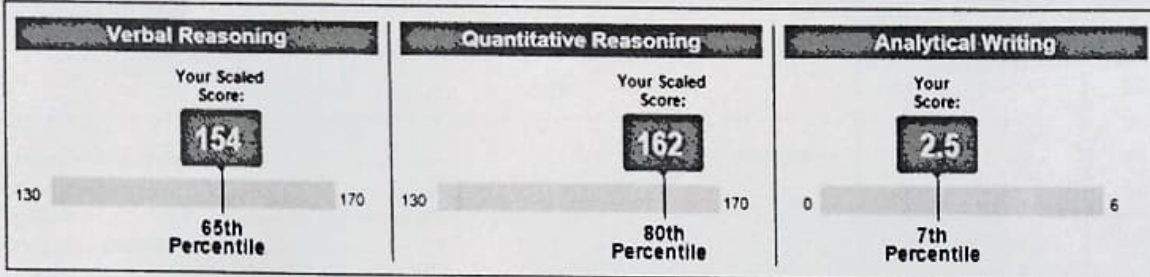 Verbal Reasoning
Your Scaled
Score:
154
130
170
65th
Percentile
Quantitative Reasoning
Your Scaled
Score:
162
130
170
80th
Percentile
Analytical Writing
Your
Score:
2.5
0
6
7th
Percentile